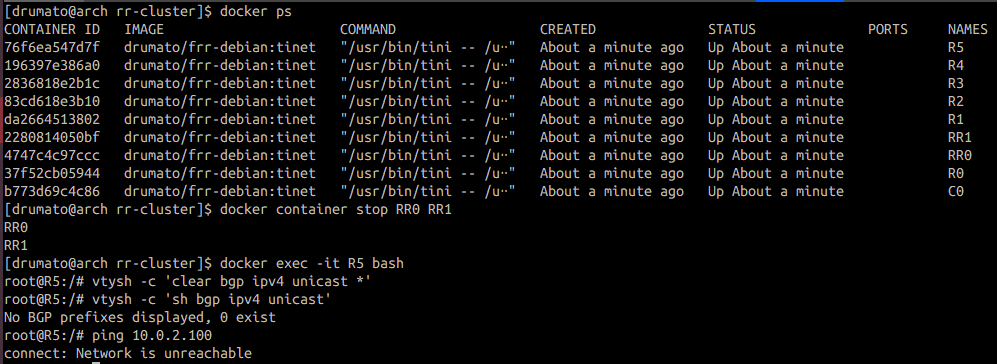 [drumato@arch rr-cluster]$ docker ps
CONTAINER ID   IMAGE                      COMMAND                  CREATED              STATUS              PORTS     NAMES
76f6ea547d7f   drumato/frr-debian:tinet   "/usr/bin/tini -- /u…"   About a minute ago   Up About a minute             R5
196397e386a0   drumato/frr-debian:tinet   "/usr/bin/tini -- /u…"   About a minute ago   Up About a minute             R4
2836818e2b1c   drumato/frr-debian:tinet   "/usr/bin/tini -- /u…"   About a minute ago   Up About a minute             R3
83cd618e3b10   drumato/frr-debian:tinet   "/usr/bin/tini -- /u…"   About a minute ago   Up About a minute             R2
da2664513802   drumato/frr-debian:tinet   "/usr/bin/tini -- /u…"   About a minute ago   Up About a minute             R1
2280814050bf   drumato/frr-debian:tinet   "/usr/bin/tini -- /u…"   About a minute ago   Up About a minute             RR1
4747c4c97ccc   drumato/frr-debian:tinet   "/usr/bin/tini -- /u…"   About a minute ago   Up About a minute             RR0
37f52cb05944   drumato/frr-debian:tinet   "/usr/bin/tini -- /u…"   About a minute ago   Up About a minute             R0
b773d69c4c86   drumato/frr-debian:tinet   "/usr/bin/tini -- /u…"   About a minute ago   Up About a minute             C0
[drumato@arch rr-cluster]$ docker container stop RR0 RR1
RR0
RR1
[drumato@arch rr-cluster]$ docker exec -it R5 bash
root@R5:/# vtysh -c 'clear bgp ipv4 unicast *'
root@R5:/# vtysh -c 'sh bgp ipv4 unicast'
No BGP prefixes displayed, 0 exist
root@R5:/# ping 10.0.2.100
connect: Network is unreachable